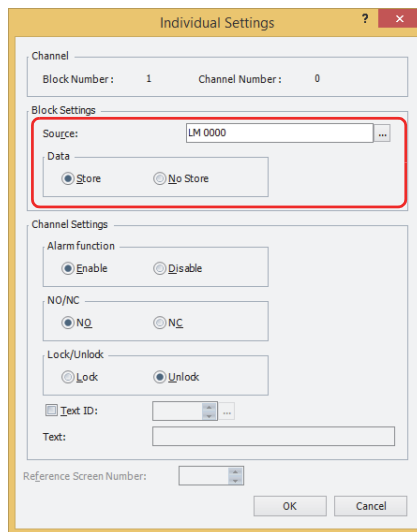 Individual Settings ? ×
Channel
Block Number : 1 Channel Number : 0
Block Settings
Source: LM 0000 ...
Data
Store No Store
Channel Settings
Alarm function
Enable Disable
NO/NC
NO NC
Lock/Unlock
Lock Unlock
Text ID: ...
Text:
Reference Screen Number:
OK Cancel